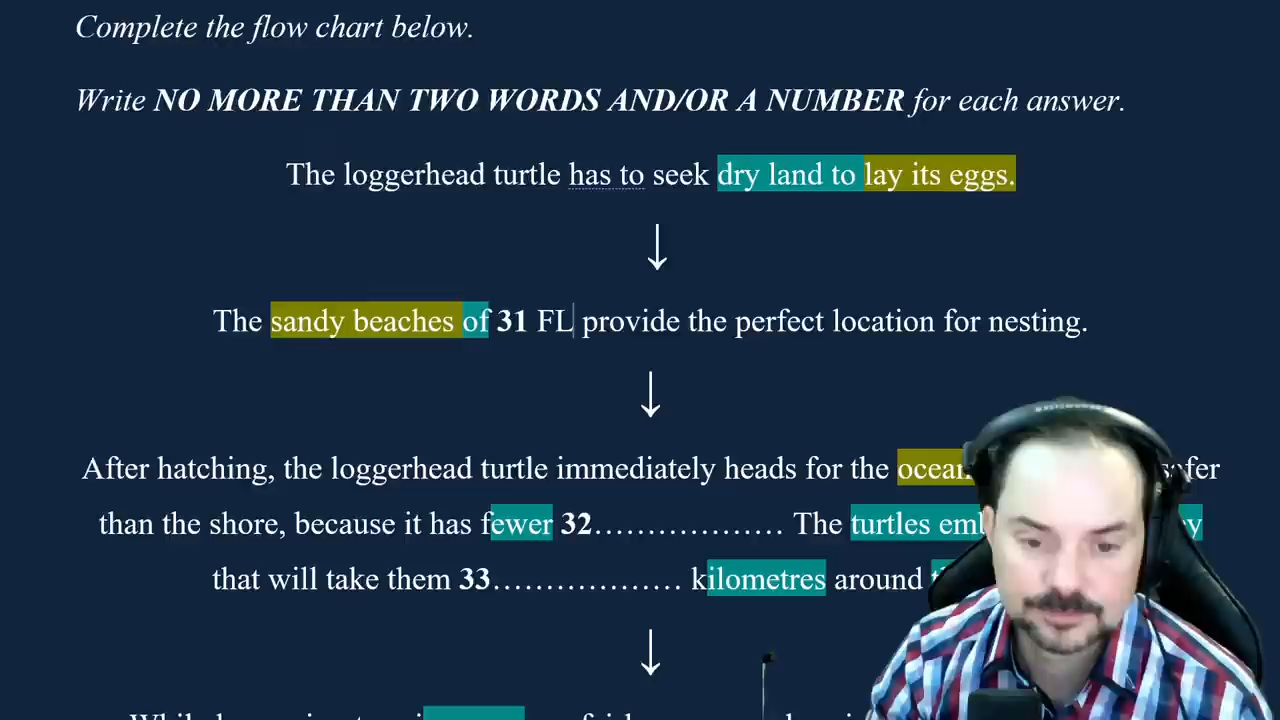 Complete the flow chart below.
Write NO MORE THAN TWO WORDS AND/OR A NUMBER for each answer.
The loggerhead turtle has to seek dry land to lay its eggs.
↓
The sandy beaches of 31 FL provide the perfect location for nesting.
↓
After hatching, the loggerhead turtle immediately heads for the ocean
than the shore, because it has fewer 32.................. The turtles
that will take them 33.................. kilometres around
↓